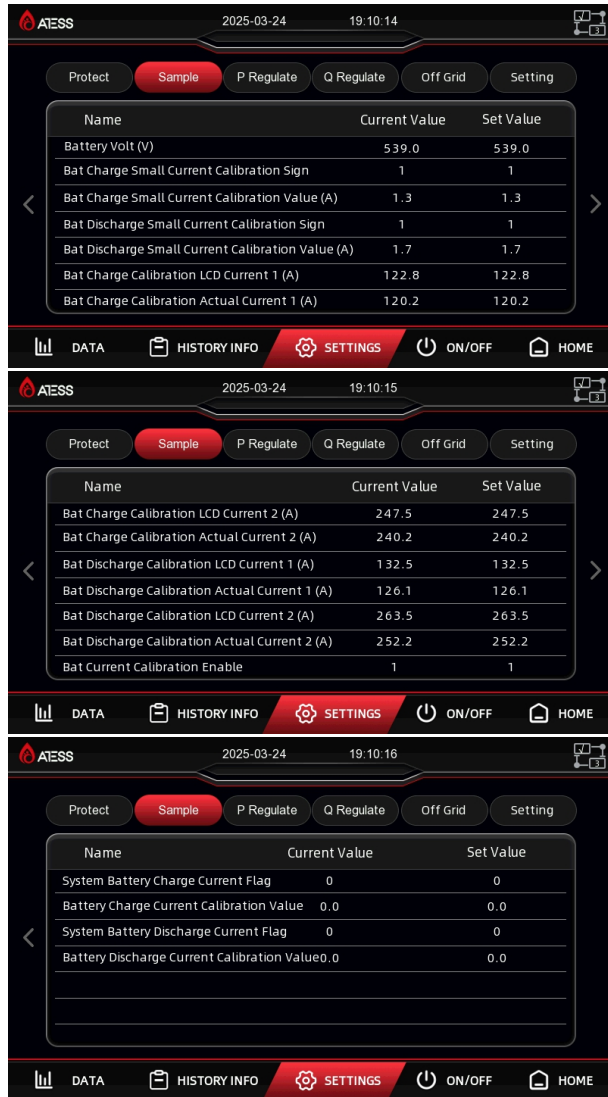 ATESS 2025-03-24 19:10:14
3
Protect Sample P Regulate Q Regulate Off Grid Setting
Name Current Value Set Value
Battery Volt (V) 539.0 539.0
Bat Charge Small Current Calibration Sign 1 1
Bat Charge Small Current Calibration Value (A) 1.3 1.3
Bat Discharge Small Current Calibration Sign 1 1
Bat Discharge Small Current Calibration Value (A) 1.7 1.7
Bat Charge Calibration LCD Current 1 (A) 122.8 122.8
Bat Charge Calibration Actual Current 1 (A) 120.2 120.2
DATA HISTORY INFO SETTINGS ON/OFF HOME
ATESS 2025-03-24 19:10:15
3
Protect Sample P Regulate Q Regulate Off Grid Setting
Name Current Value Set Value
Bat Charge Calibration LCD Current 2 (A) 247.5 247.5
Bat Charge Calibration Actual Current 2 (A) 240.2 240.2
Bat Discharge Calibration LCD Current 1 (A) 132.5 132.5
Bat Discharge Calibration Actual Current 1 (A) 126.1 126.1
Bat Discharge Calibration LCD Current 2 (A) 263.5 263.5
Bat Discharge Calibration Actual Current 2 (A) 252.2 252.2
Bat Current Calibration Enable 1 1
DATA HISTORY INFO SETTINGS ON/OFF HOME
ATESS 2025-03-24 19:10:16
3
Protect Sample P Regulate Q Regulate Off Grid Setting
Name Current Value Set Value
System Battery Charge Current Flag 0 0
Battery Charge Current Calibration Value 0.0 0.0
System Battery Discharge Current Flag 0 0
Battery Discharge Current Calibration Value 0.0 0.0
DATA HISTORY INFO SETTINGS ON/OFF HOME